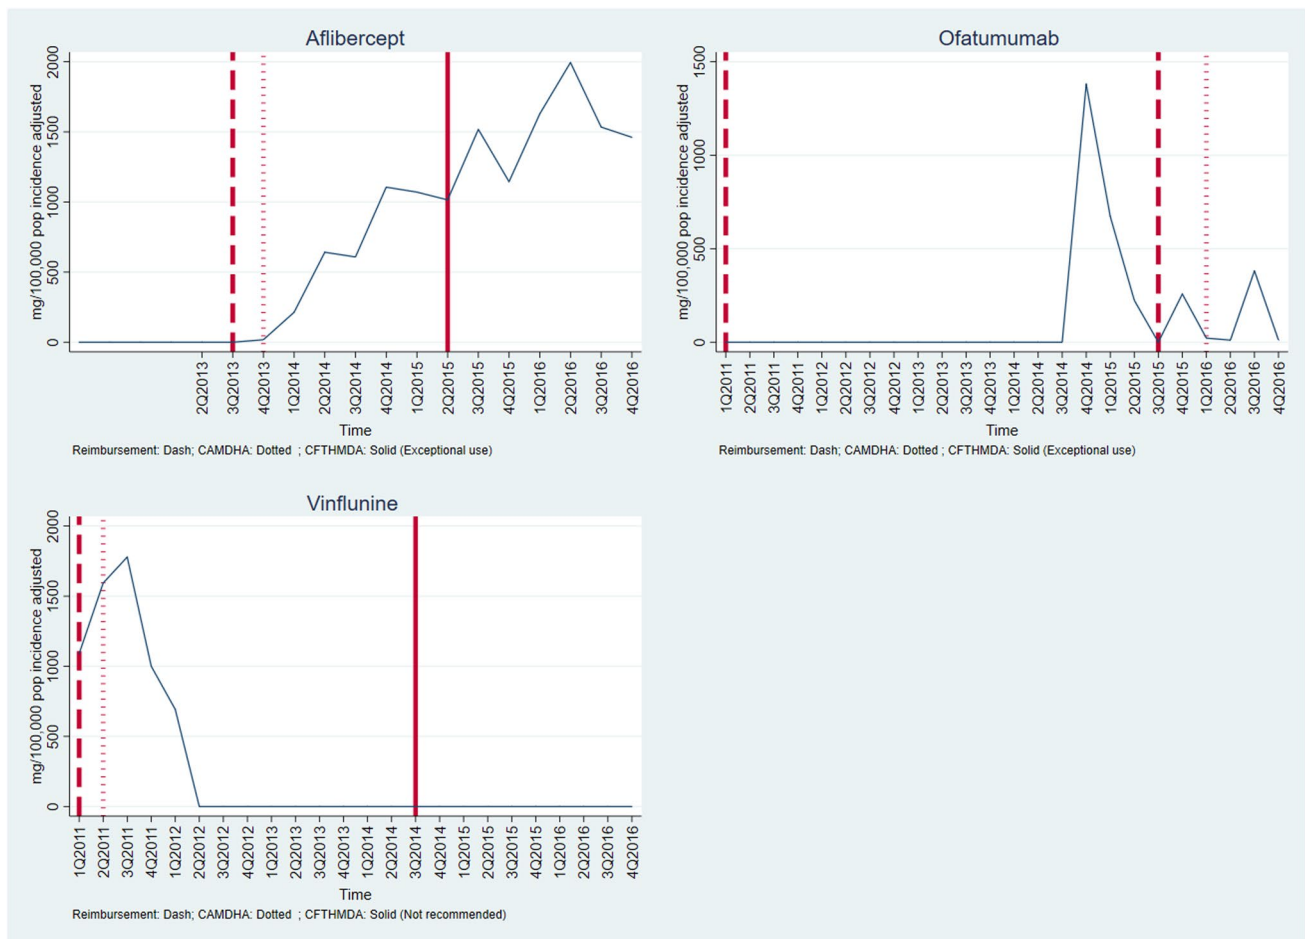 Aflibercept
mg/100,000 pop incidence adjusted
2000
1500
1000
500
0
2Q2013 3Q2013 4Q2013 1Q2014 2Q2014 3Q2014 4Q2014 1Q2015 2Q2015 3Q2015 4Q2015 1Q2016 2Q2016 3Q2016 4Q2016
Time
Reimbursement: Dash; CAMDHA: Dotted ; CFTHMDA: Solid (Exceptional use)
Ofatumumab
mg/100,000 pop incidence adjusted
1500
1000
500
0
1Q2011 2Q2011 3Q2011 4Q2011 1Q2012 2Q2012 3Q2012 4Q2012 1Q2013 2Q2013 3Q2013 4Q2013 1Q2014 2Q2014 3Q2014 4Q2014 1Q2015 2Q2015 3Q2015 4Q2015 1Q2016 2Q2016 3Q2016 4Q2016
Time
Reimbursement: Dash; CAMDHA: Dotted ; CFTHMDA: Solid (Exceptional use)
Vinflunine
mg/100,000 pop incidence adjusted
2000
1500
1000
500
0
1Q2011 2Q2011 3Q2011 4Q2011 1Q2012 2Q2012 3Q2012 4Q2012 1Q2013 2Q2013 3Q2013 4Q2013 1Q2014 2Q2014 3Q2014 4Q2014 1Q2015 2Q2015 3Q2015 4Q2015 1Q2016 2Q2016 3Q2016 4Q2016
Time
Reimbursement: Dash; CAMDHA: Dotted ; CFTHMDA: Solid (Not recommended)